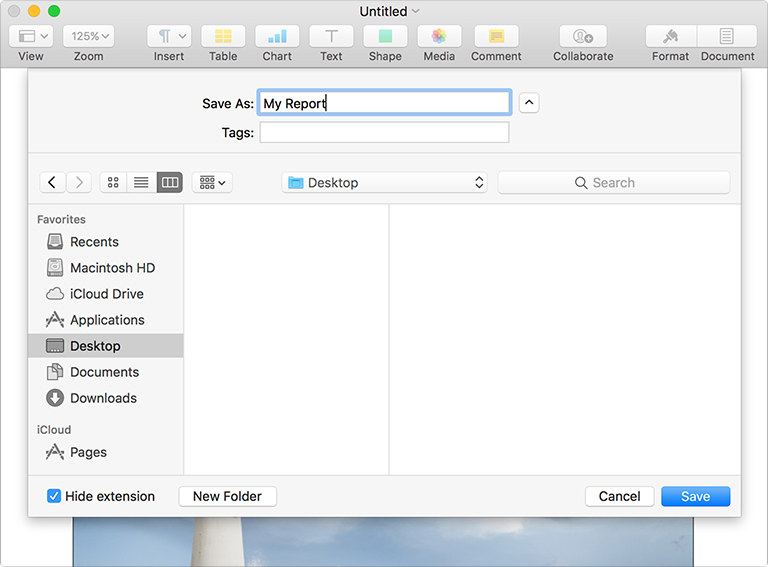 Untitled
125%
View
Zoom
Insert
Table
Chart
Text
Shape
Media
Comment
Collaborate
Format
Document
Save As: My Report
Tags:
Desktop
Search
Favorites
Recents
Macintosh HD
iCloud Drive
Applications
Desktop
Documents
Downloads
iCloud
Pages
Hide extension
New Folder
Cancel
Save